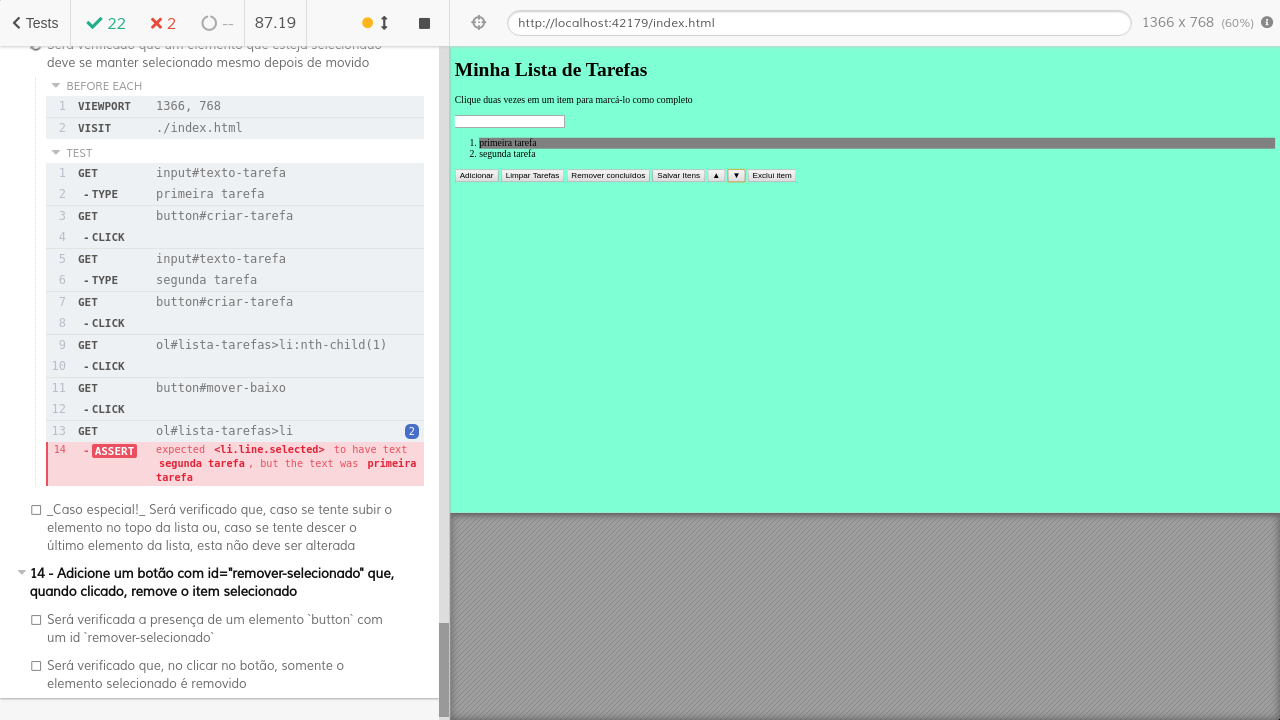 Tests
22
2
--
87.19
http://localhost:42179/index.html
1366 x 768 (60%)
Será verificado que um elemento que esteja selecionado
deve se manter selecionado mesmo depois de movido
BEFORE EACH
1 VIEWPORT 1366, 768
2 VISIT ./index.html
TEST
1 GET input#texto-tarefa
2 - TYPE primeira tarefa
3 GET button#criar-tarefa
4 - CLICK
5 GET input#texto-tarefa
6 - TYPE segunda tarefa
7 GET button#criar-tarefa
8 - CLICK
9 GET ol#lista-tarefas>li:nth-child(1)
10 - CLICK
11 GET button#mover-baixo
12 - CLICK
13 GET ol#lista-tarefas>li 2
14 - ASSERT expected <li.line.selected> to have text
segunda tarefa, but the text was primeira
tarefa
_Caso especial!_ Será verificado que, caso se tente subir o
elemento no topo da lista ou, caso se tente descer o
último elemento da lista, esta não deve ser alterada
14 - Adicione um botão com id="remover-selecionado" que,
quando clicado, remove o item selecionado
Será verificada a presença de um elemento `button` com
um id `remover-selecionado`
Será verificado que, no clicar no botão, somente o
elemento selecionado é removido
Minha Lista de Tarefas
Clique duas vezes em um item para marcá-lo como completo
1. primeira tarefa
2. segunda tarefa
Adicionar Limpar Tarefas Remover concluídos Salvar Itens ▲ ▼ Exclui item